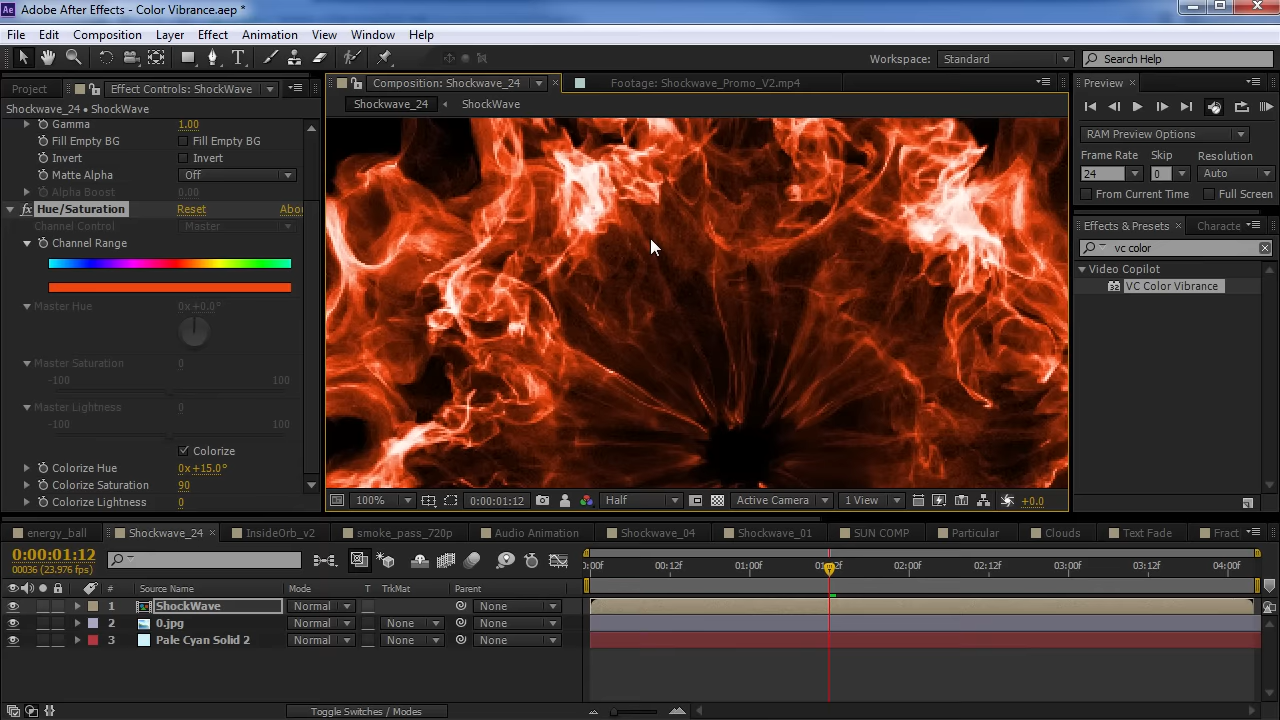 Adobe After Effects - Color Vibrance.aep *
File Edit Composition Layer Effect Animation View Window Help
Workspace: Standard Search Help
Project Effect Controls: ShockWave
Composition: Shockwave_24 Footage: Shockwave_Promo_V2.mp4
Preview
Shockwave_24 • ShockWave
Shockwave_24 ShockWave
Gamma 1.00
Fill Empty BG Fill Empty BG
Invert Invert
Matte Alpha Off
Alpha Boost 0.00
fx Hue/Saturation Reset Abou
Channel Control Master
Channel Range
Master Hue 0x+0.0°
Master Saturation 0
-100 100
Master Lightness 0
-100 100
Colorize
Colorize Hue 0x+15.0°
Colorize Saturation 90
Colorize Lightness 0
100% 0:00:01:12 Half Active Camera 1 View +0.0
RAM Preview Options
Frame Rate Skip Resolution
24 0 Auto
From Current Time Full Screen
Effects & Presets Characte
vc color
Video Copilot
32 VC Color Vibrance
energy_ball Shockwave_24 InsideOrb_v2 smoke_pass_720p Audio Animation Shockwave_04 Shockwave_01 SUN COMP Particular Clouds Text Fade Fract
0:00:01:12
00036 (23.976 fps)
:00f 00:12f 01:00f 01:12f 02:00f 02:12f 03:00f 03:12f 04:00f
# Source Name Mode T TrkMat Parent
1 ShockWave Normal None
2 0.jpg Normal None None
3 Pale Cyan Solid 2 Normal None None
Toggle Switches / Modes